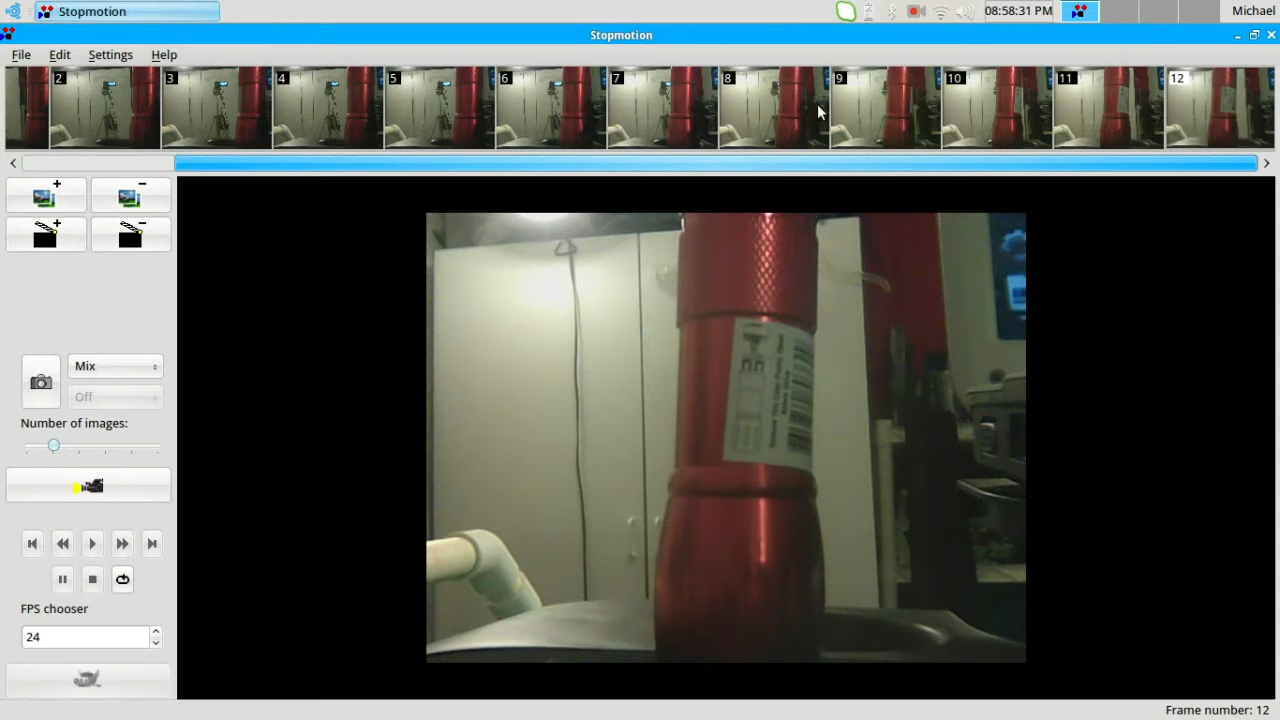 Stopmotion
08:58:31 PM
Michael
Stopmotion
File Edit Settings Help
2 3 4 5 6 7 8 9 10 11 12
Mix
Off
Number of images:
FPS chooser
24
Frame number: 12